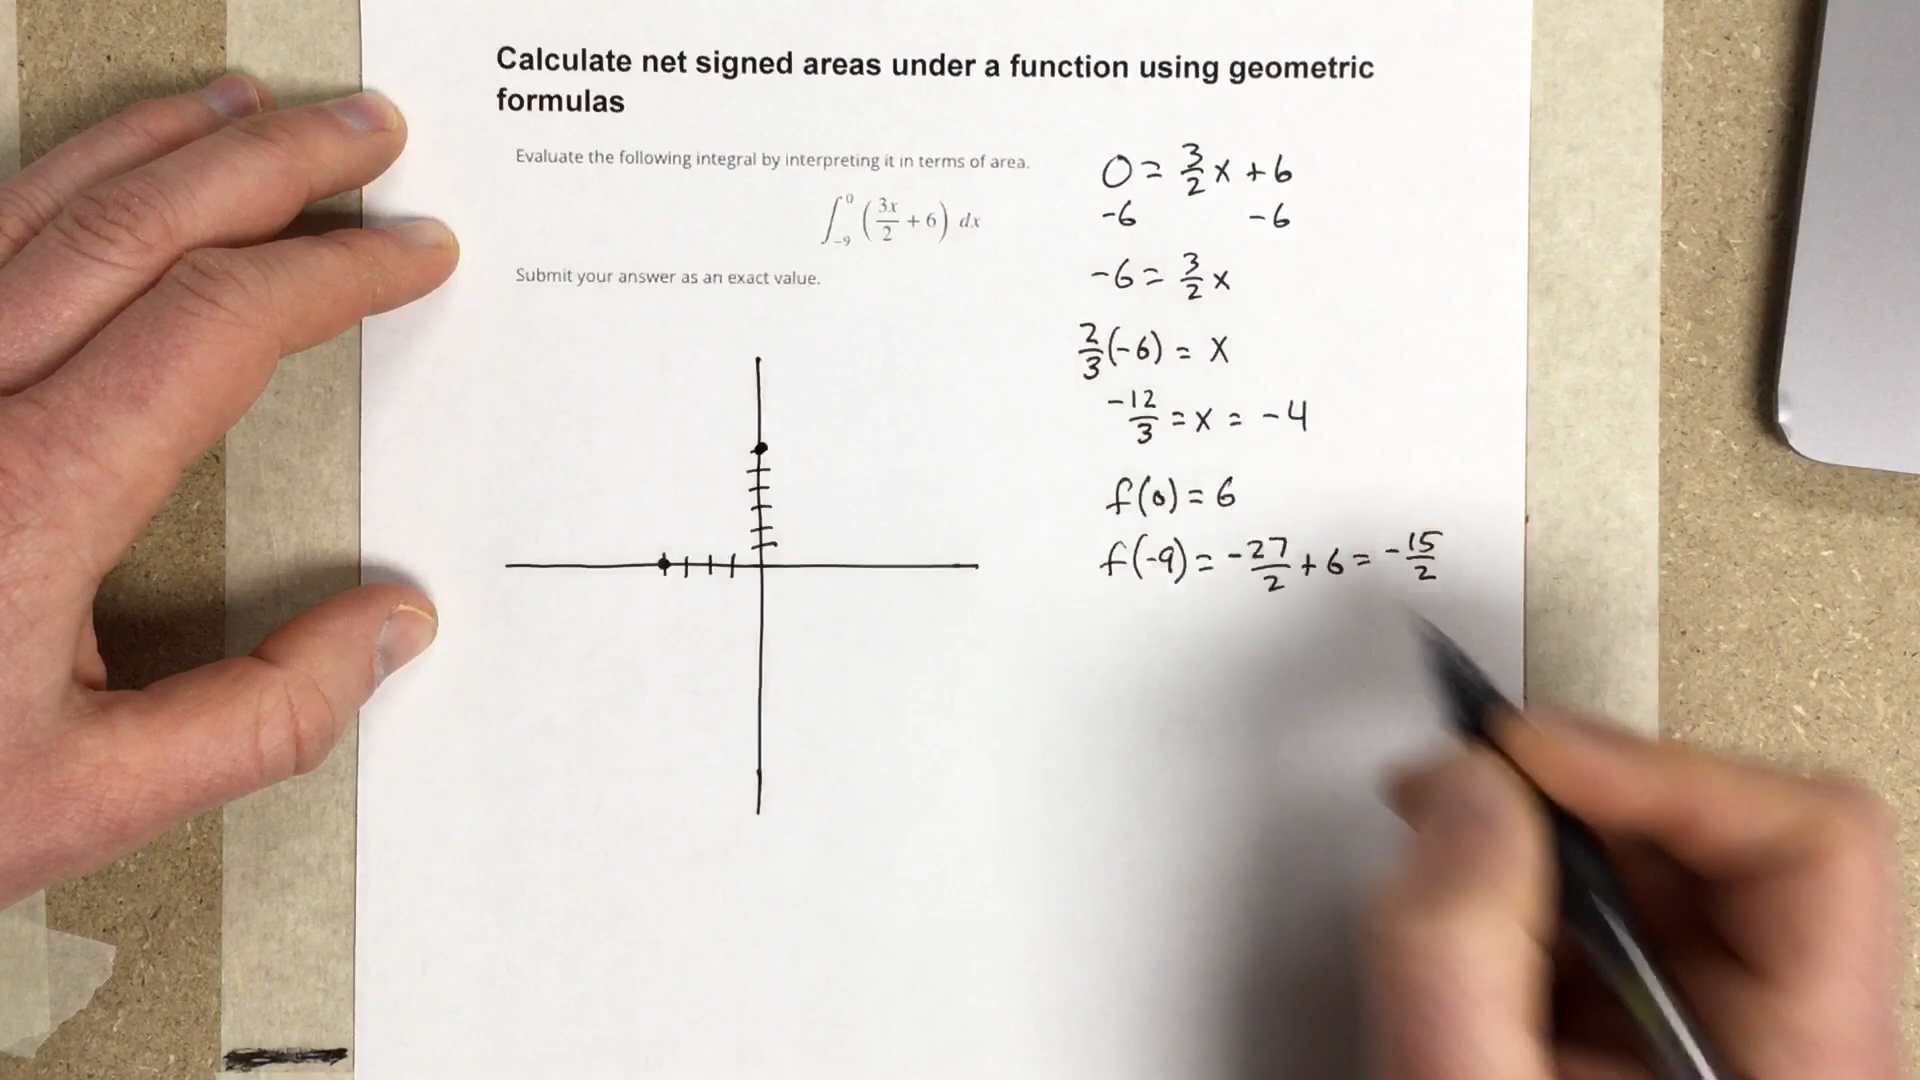 Calculate net signed areas under a function using geometric
formulas
Evaluate the following integral by interpreting it in terms of area.
∫₋₉⁰ (3x/2 + 6) dx
Submit your answer as an exact value.
0 = 3/2 x + 6
-6 -6
-6 = 3/2 x
2/3 (-6) = x
-12/3 = x = -4
f(0) = 6
f(-9) = -27/2 + 6 = -15/2